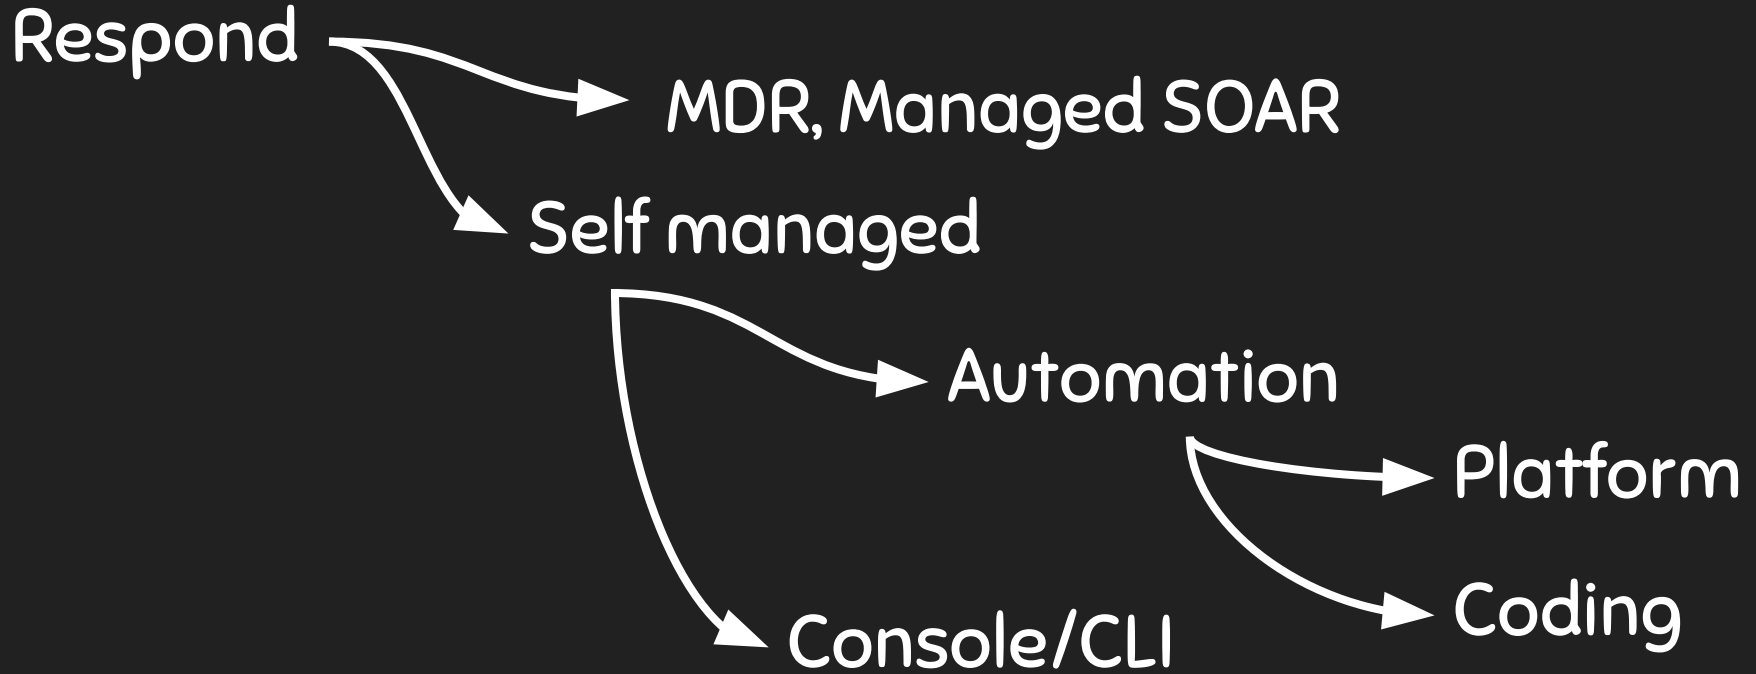 Respond
MDR, Managed SOAR
Self managed
Automation
Platform
Coding
Console/CLI